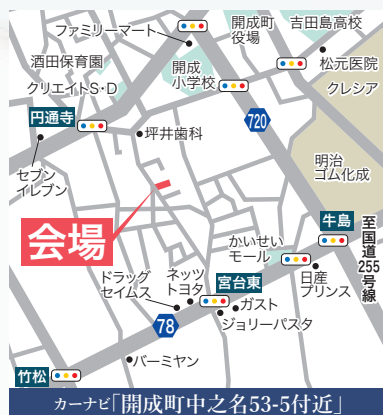 ファミリーマート
開成町
役場
吉田島高校
酒田保育園
開成
小学校
松元医院
クリエイトS・D
クレシア
円通寺
坪井歯科
720
セブン
イレブン
明治
ゴム化成
会場
牛島
至国道255号線
かいせい
モール
ドラッグ
セイムス
ネッツ
トヨタ
宮台東
日産
プリンス
ガスト
78
ジョリーパスタ
竹松
バーミヤン
カーナビ「開成町中之名53-5付近」